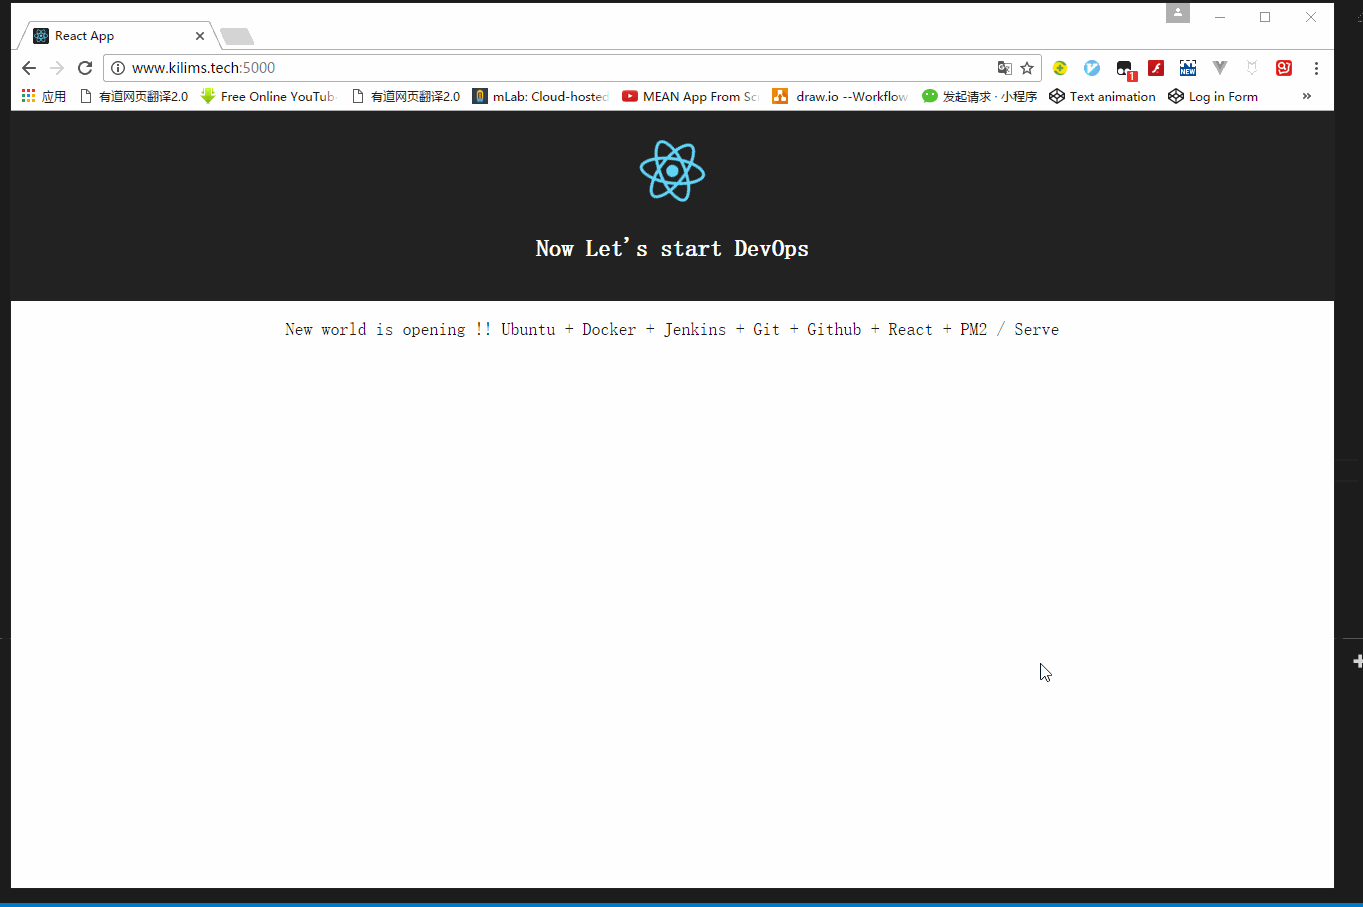 React App
www.kilims.tech:5000
1
NEW
应用 有道网页翻译2.0 Free Online YouTub 有道网页翻译2.0 mLab: Cloud-hosted MEAN App From Sc draw.io --Workflow 发起请求 · 小程序 Text animation Log in Form »
Now Let's start DevOps
New world is opening !! Ubuntu + Docker + Jenkins + Git + Github + React + PM2 / Serve